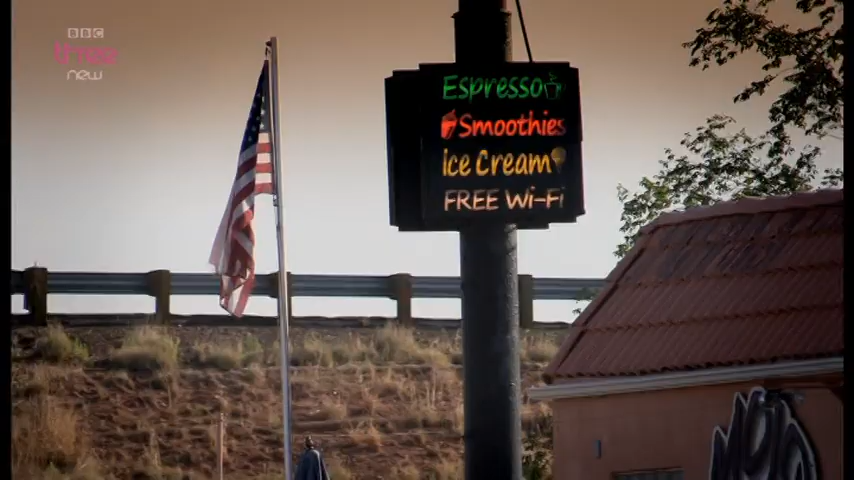 BBC
three
new
Espresso
Smoothies
Ice Cream
FREE Wi-Fi